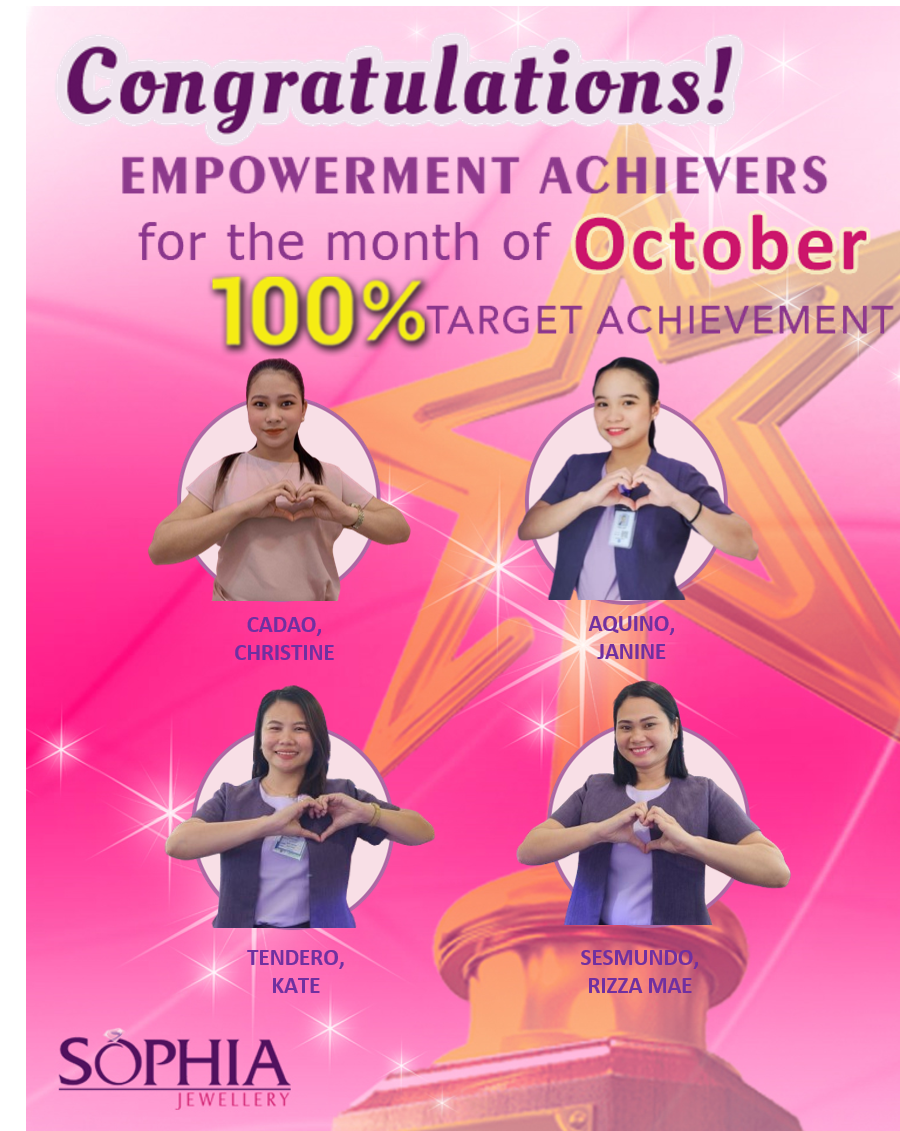 Congratulations!
EMPOWERMENT ACHIEVERS
for the month of October
100% TARGET ACHIEVEMENT
CADAO,
CHRISTINE
AQUINO,
JANINE
TENDERO,
KATE
SESMUNDO,
RIZZA MAE
SOPHIA
JEWELLERY